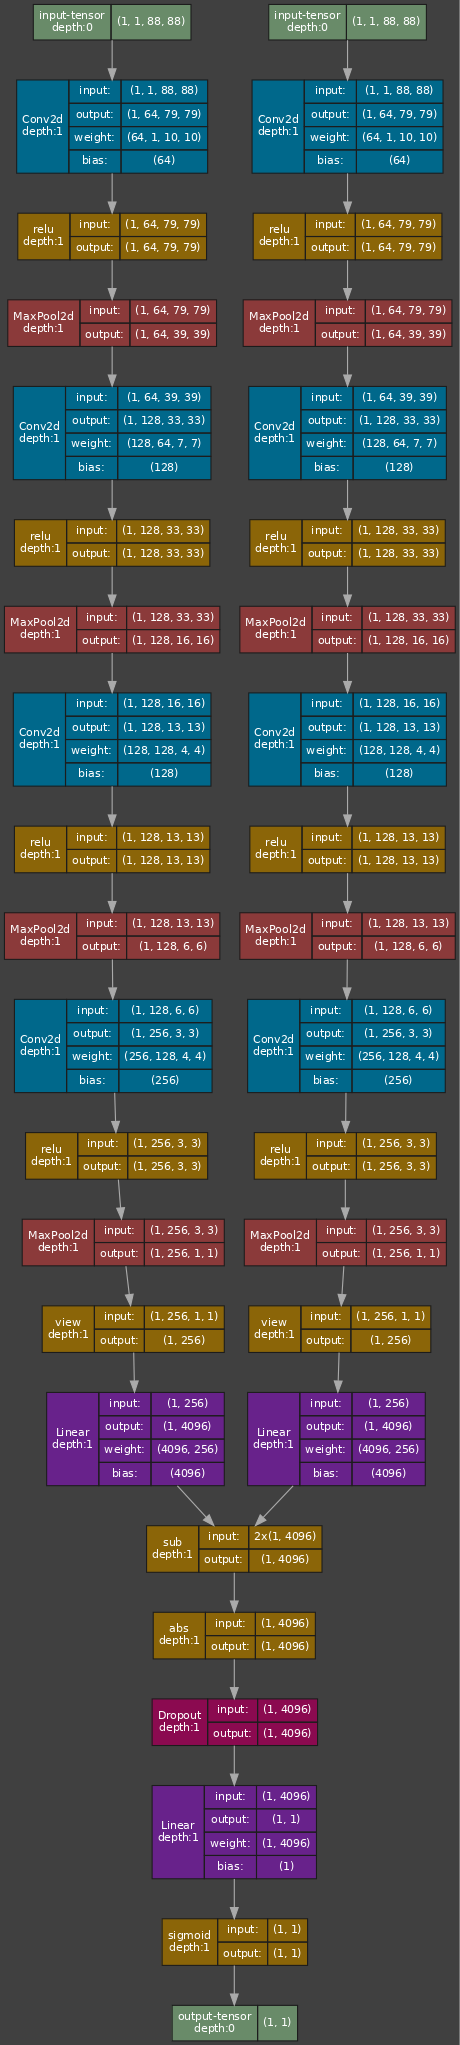 input-tensor
depth:0
(1, 1, 88, 88)
input-tensor
depth:0
(1, 1, 88, 88)
Conv2d
depth:1
input: (1, 1, 88, 88)
output: (1, 64, 79, 79)
weight: (64, 1, 10, 10)
bias: (64)
Conv2d
depth:1
input: (1, 1, 88, 88)
output: (1, 64, 79, 79)
weight: (64, 1, 10, 10)
bias: (64)
relu
depth:1
input: (1, 64, 79, 79)
output: (1, 64, 79, 79)
relu
depth:1
input: (1, 64, 79, 79)
output: (1, 64, 79, 79)
MaxPool2d
depth:1
input: (1, 64, 79, 79)
output: (1, 64, 39, 39)
MaxPool2d
depth:1
input: (1, 64, 79, 79)
output: (1, 64, 39, 39)
Conv2d
depth:1
input: (1, 64, 39, 39)
output: (1, 128, 33, 33)
weight: (128, 64, 7, 7)
bias: (128)
Conv2d
depth:1
input: (1, 64, 39, 39)
output: (1, 128, 33, 33)
weight: (128, 64, 7, 7)
bias: (128)
relu
depth:1
input: (1, 128, 33, 33)
output: (1, 128, 33, 33)
relu
depth:1
input: (1, 128, 33, 33)
output: (1, 128, 33, 33)
MaxPool2d
depth:1
input: (1, 128, 33, 33)
output: (1, 128, 16, 16)
MaxPool2d
depth:1
input: (1, 128, 33, 33)
output: (1, 128, 16, 16)
Conv2d
depth:1
input: (1, 128, 16, 16)
output: (1, 128, 13, 13)
weight: (128, 128, 4, 4)
bias: (128)
Conv2d
depth:1
input: (1, 128, 16, 16)
output: (1, 128, 13, 13)
weight: (128, 128, 4, 4)
bias: (128)
relu
depth:1
input: (1, 128, 13, 13)
output: (1, 128, 13, 13)
relu
depth:1
input: (1, 128, 13, 13)
output: (1, 128, 13, 13)
MaxPool2d
depth:1
input: (1, 128, 13, 13)
output: (1, 128, 6, 6)
MaxPool2d
depth:1
input: (1, 128, 13, 13)
output: (1, 128, 6, 6)
Conv2d
depth:1
input: (1, 128, 6, 6)
output: (1, 256, 3, 3)
weight: (256, 128, 4, 4)
bias: (256)
Conv2d
depth:1
input: (1, 128, 6, 6)
output: (1, 256, 3, 3)
weight: (256, 128, 4, 4)
bias: (256)
relu
depth:1
input: (1, 256, 3, 3)
output: (1, 256, 3, 3)
relu
depth:1
input: (1, 256, 3, 3)
output: (1, 256, 3, 3)
MaxPool2d
depth:1
input: (1, 256, 3, 3)
output: (1, 256, 1, 1)
MaxPool2d
depth:1
input: (1, 256, 3, 3)
output: (1, 256, 1, 1)
view
depth:1
input: (1, 256, 1, 1)
output: (1, 256)
view
depth:1
input: (1, 256, 1, 1)
output: (1, 256)
Linear
depth:1
input: (1, 256)
output: (1, 4096)
weight: (4096, 256)
bias: (4096)
Linear
depth:1
input: (1, 256)
output: (1, 4096)
weight: (4096, 256)
bias: (4096)
sub
depth:1
input: 2x(1, 4096)
output: (1, 4096)
abs
depth:1
input: (1, 4096)
output: (1, 4096)
Dropout
depth:1
input: (1, 4096)
output: (1, 4096)
Linear
depth:1
input: (1, 4096)
output: (1, 1)
weight: (1, 4096)
bias: (1)
sigmoid
depth:1
input: (1, 1)
output: (1, 1)
output-tensor
depth:0
(1, 1)